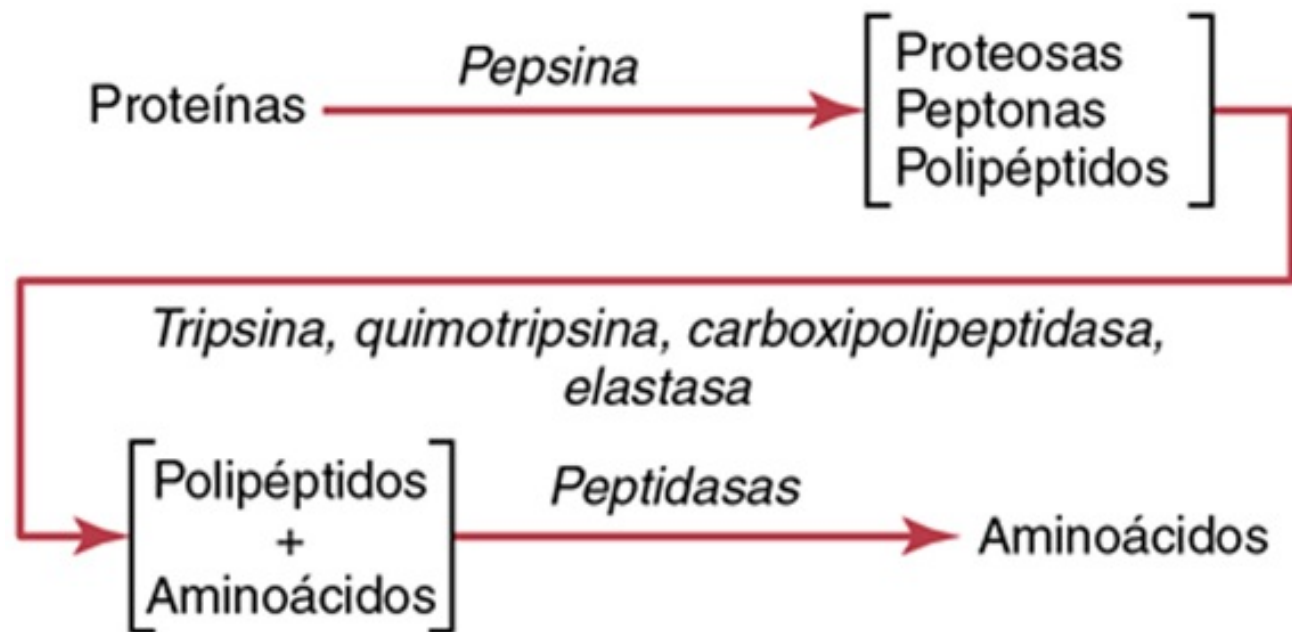 Proteínas
Pepsina
Proteosas
Peptonas
Polipéptidos
Tripsina, quimotripsina, carboxipolipeptidasa,
elastasa
Polipéptidos
+
Aminoácidos
Peptidasas
Aminoácidos